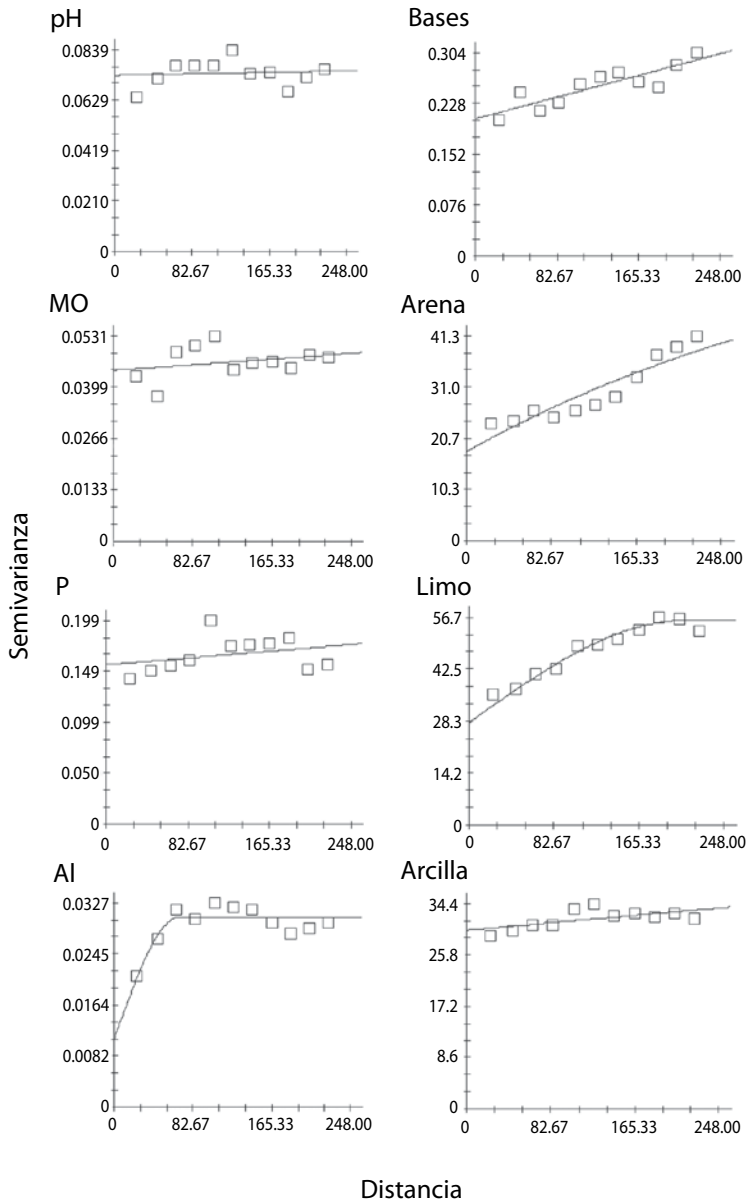 pH
0.0839
0.0629
0.0419
0.0210
0
0 82.67 165.33 248.00
Bases
0.304
0.228
0.152
0.076
0
0 82.67 165.33 248.00
MO
0.0531
0.0399
0.0266
0.0133
0
0 82.67 165.33 248.00
Arena
41.3
31.0
20.7
10.3
0
0 82.67 165.33 248.00
Semivarianza
P
0.199
0.149
0.099
0.050
0
0 82.67 165.33 248.00
Limo
56.7
42.5
28.3
14.2
0
0 82.67 165.33 248.00
Al
0.0327
0.0245
0.0164
0.0082
0
0 82.67 165.33 248.00
Arcilla
34.4
25.8
17.2
8.6
0
0 82.67 165.33 248.00
Distancia